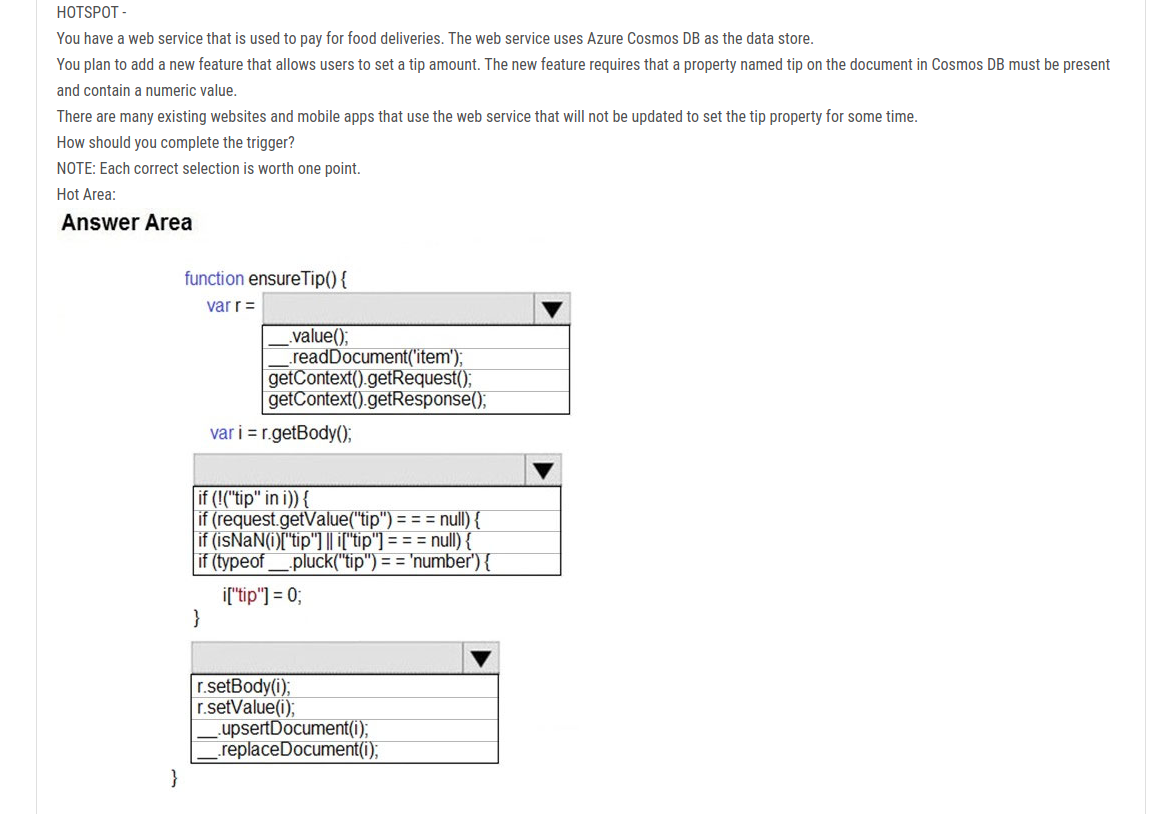 HOTSPOT -
You have a web service that is used to pay for food deliveries. The web service uses Azure Cosmos DB as the data store.
You plan to add a new feature that allows users to set a tip amount. The new feature requires that a property named tip on the document in Cosmos DB must be present
and contain a numeric value.
There are many existing websites and mobile apps that use the web service that will not be updated to set the tip property for some time.
How should you complete the trigger?
NOTE: Each correct selection is worth one point.
Hot Area:
Answer Area
function ensureTip() {
var r =
__.value();
__.readDocument('item');
getContext().getRequest();
getContext().getResponse();
var i = r.getBody();
if (!("tip" in i)) {
if (request.getValue("tip") = = = null) {
if (isNaN(i)["tip"] || i["tip"] = = = null) {
if (typeof __.pluck("tip") = = 'number') {
i["tip"] = 0;
}
r.setBody(i);
r.setValue(i);
__.upsertDocument(i);
__.replaceDocument(i);
}